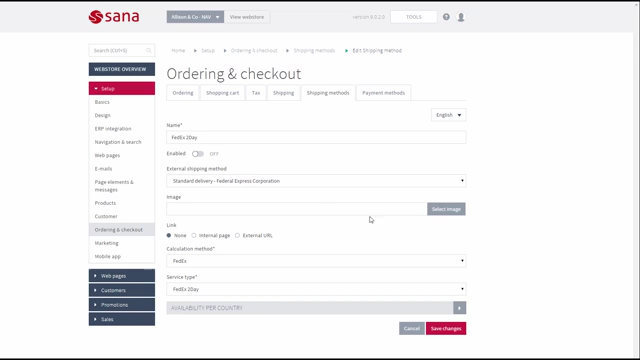 sana
Kilison & Co - NAV
View webstore
version 9.0.2.0
TOOLS
Search (Ctrl+S)
Home
Setup
Ordering & checkout
Shipping methods
Edit Shipping method
WEBSTORE OVERVIEW
Setup
Basics
Design
ERP integration
Navigation & search
Web pages
E-mails
Page elements &
messages
Products
Customer
Ordering & checkout
Marketing
Mobile app
Web pages
Customers
Promotions
Sales
Ordering & checkout
Ordering
Shopping cart
Tax
Shipping
Shipping methods
Payment methods
English
Name*
FedEx 2Day
Enabled
OFF
External shipping method
Standard delivery - Federal Express Corporation
Image
Select image
Link
None
Internal page
External URL
Calculation method*
FedEx
Service type*
FedEx 2Day
AVAILABILITY PER COUNTRY
Cancel
Save changes